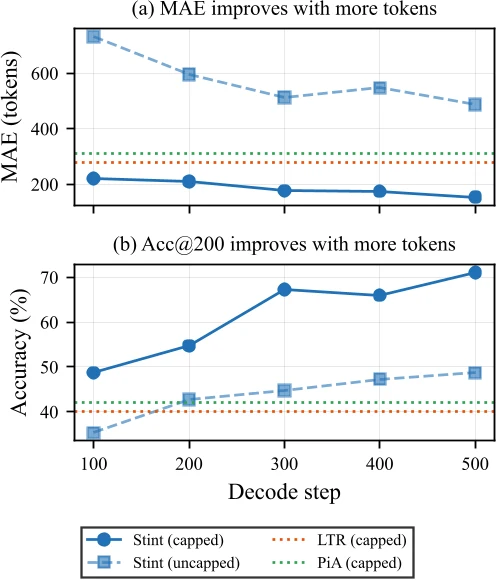 (a) MAE improves with more tokens
MAE (tokens)
600
400
200
(b) Acc@200 improves with more tokens
Accuracy (%)
70
60
50
40
100 200 300 400 500
Decode step
Stint (capped) LTR (capped)
Stint (uncapped) PiA (capped)